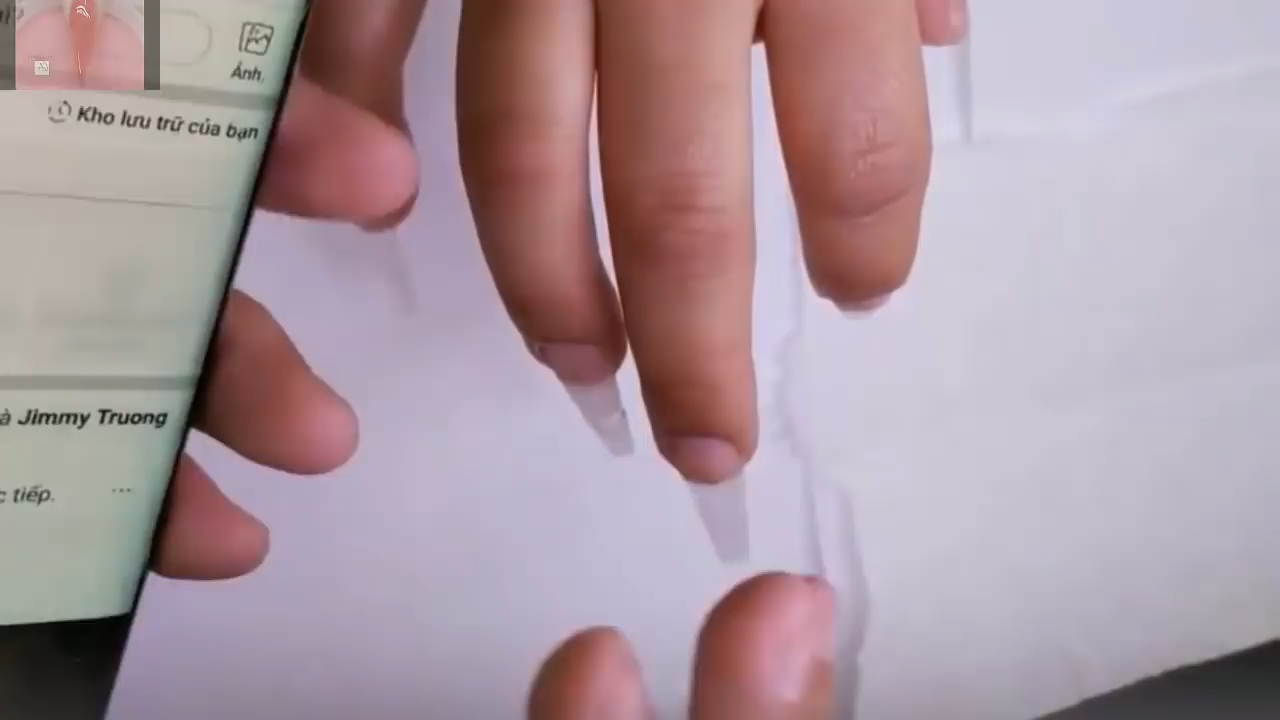 Ảnh.
Kho lưu trữ của bạn
à Jimmy Truong
c tiếp.
...